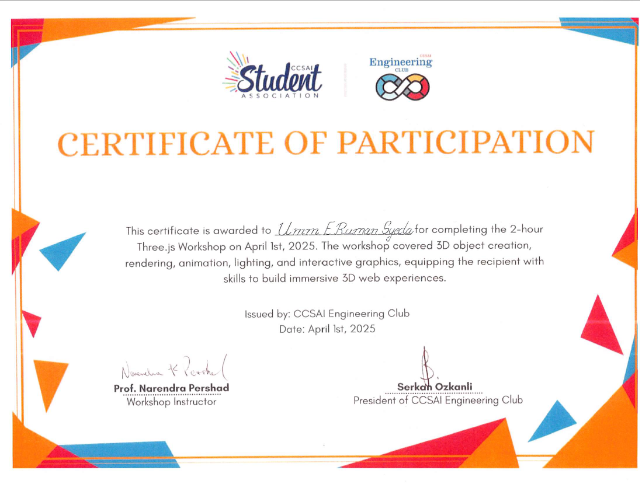 CCSAI
Student
ASSOCIATION
CCSAI
Engineering
CLUB
CERTIFICATE OF PARTICIPATION
This certificate is awarded to Umm E Ruman Syeda for completing the 2-hour
Three.js Workshop on April 1st, 2025. The workshop covered 3D object creation,
rendering, animation, lighting, and interactive graphics, equipping the recipient with
skills to build immersive 3D web experiences.
Issued by: CCSAI Engineering Club
Date: April 1st, 2025
Narendra K Pershad
Prof. Narendra Pershad
Serkan Ozkanli
Workshop Instructor
President of CCSAI Engineering Club